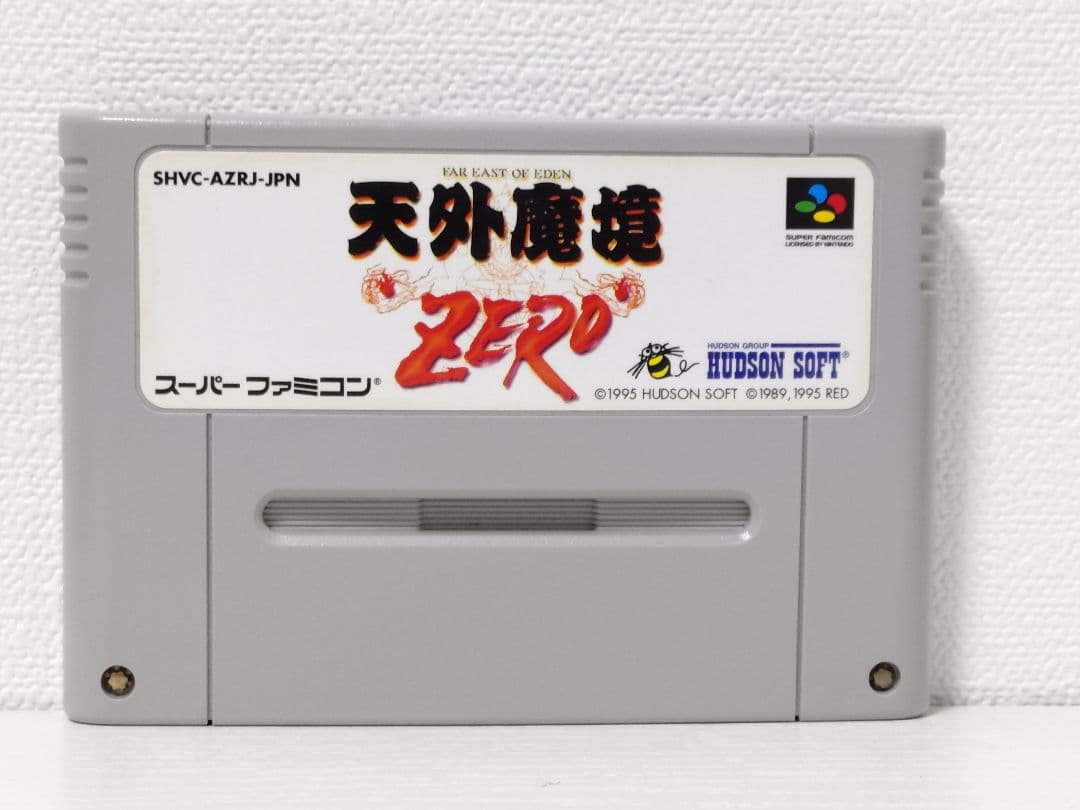 SHVC-AZRJ-JPN
FAR EAST OF EDEN
天外魔境
ZERO
SUPER FAMICOM
LICENSED BY NINTENDO
スーパーファミコン®
HUDSON GROUP
HUDSON SOFT®
©1995 HUDSON SOFT ©1989,1995 RED